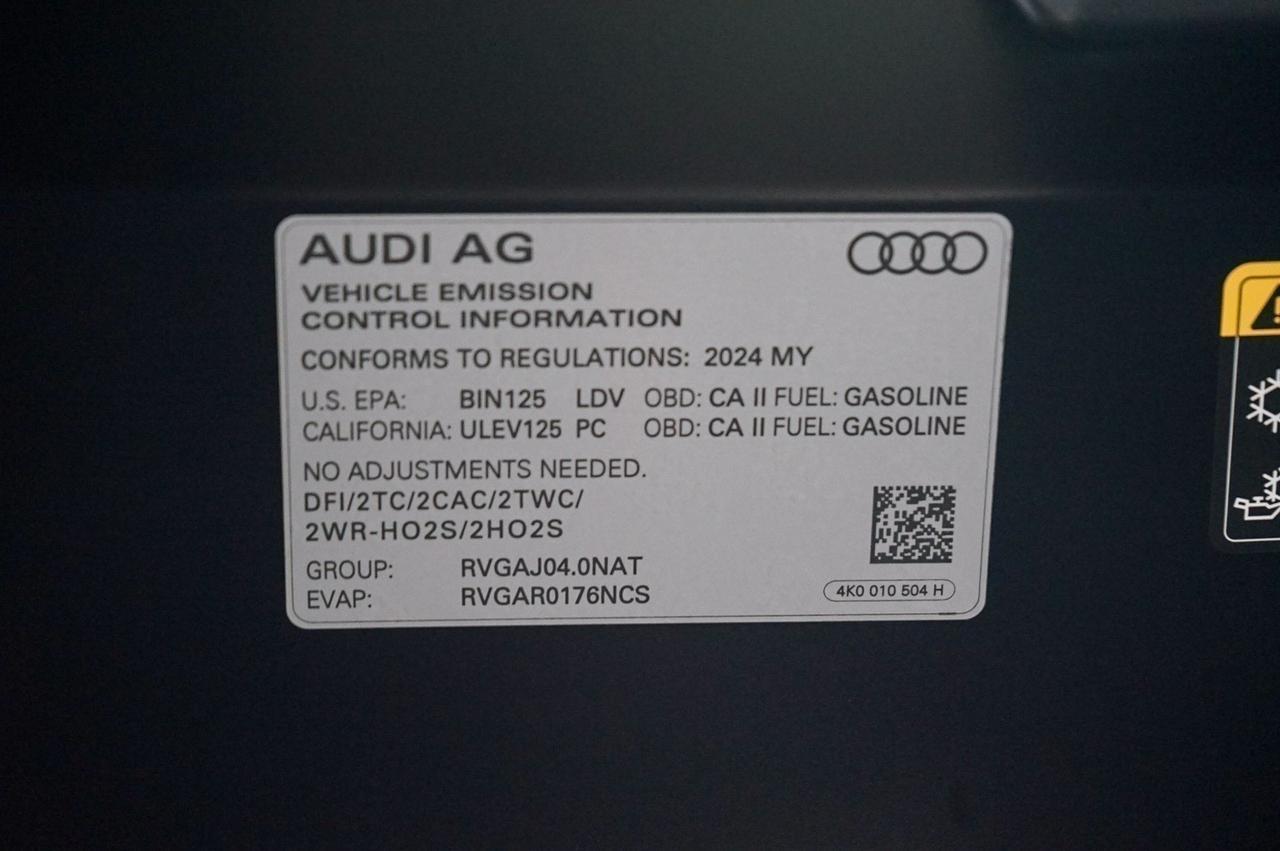 AUDI AG
VEHICLE EMISSION
CONTROL INFORMATION
CONFORMS TO REGULATIONS: 2024 MY
U.S. EPA: BIN125 LDV OBD: CA II FUEL: GASOLINE
CALIFORNIA: ULEV125 PC OBD: CA II FUEL: GASOLINE
NO ADJUSTMENTS NEEDED.
DFI/2TC/2CAC/2TWC/
2WR-HO2S/2HO2S
GROUP: RVGAJ04.0NAT
EVAP: RVGAR0176NCS
4K0 010 504 H